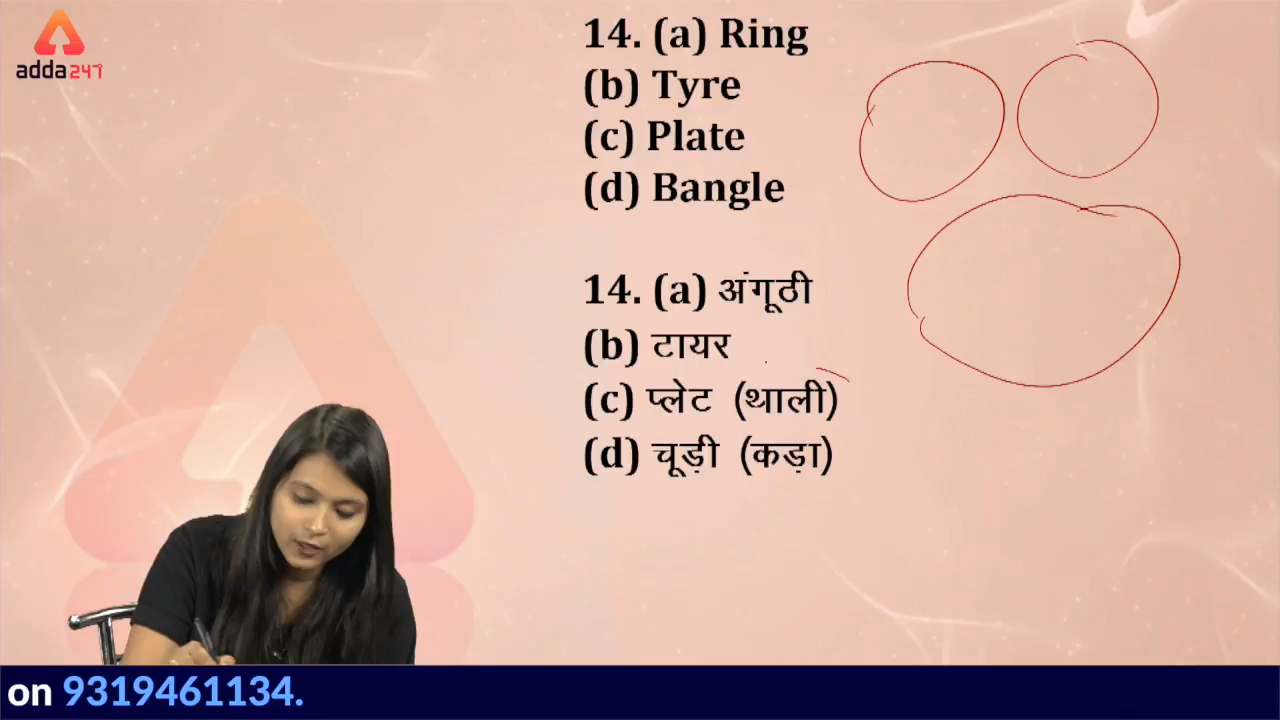 adda247
14. (a) Ring
(b) Tyre
(c) Plate
(d) Bangle
14. (a) अंगूठी
(b) टायर
(c) प्लेट (थाली)
(d) चूड़ी (कड़ा)
on 9319461134.